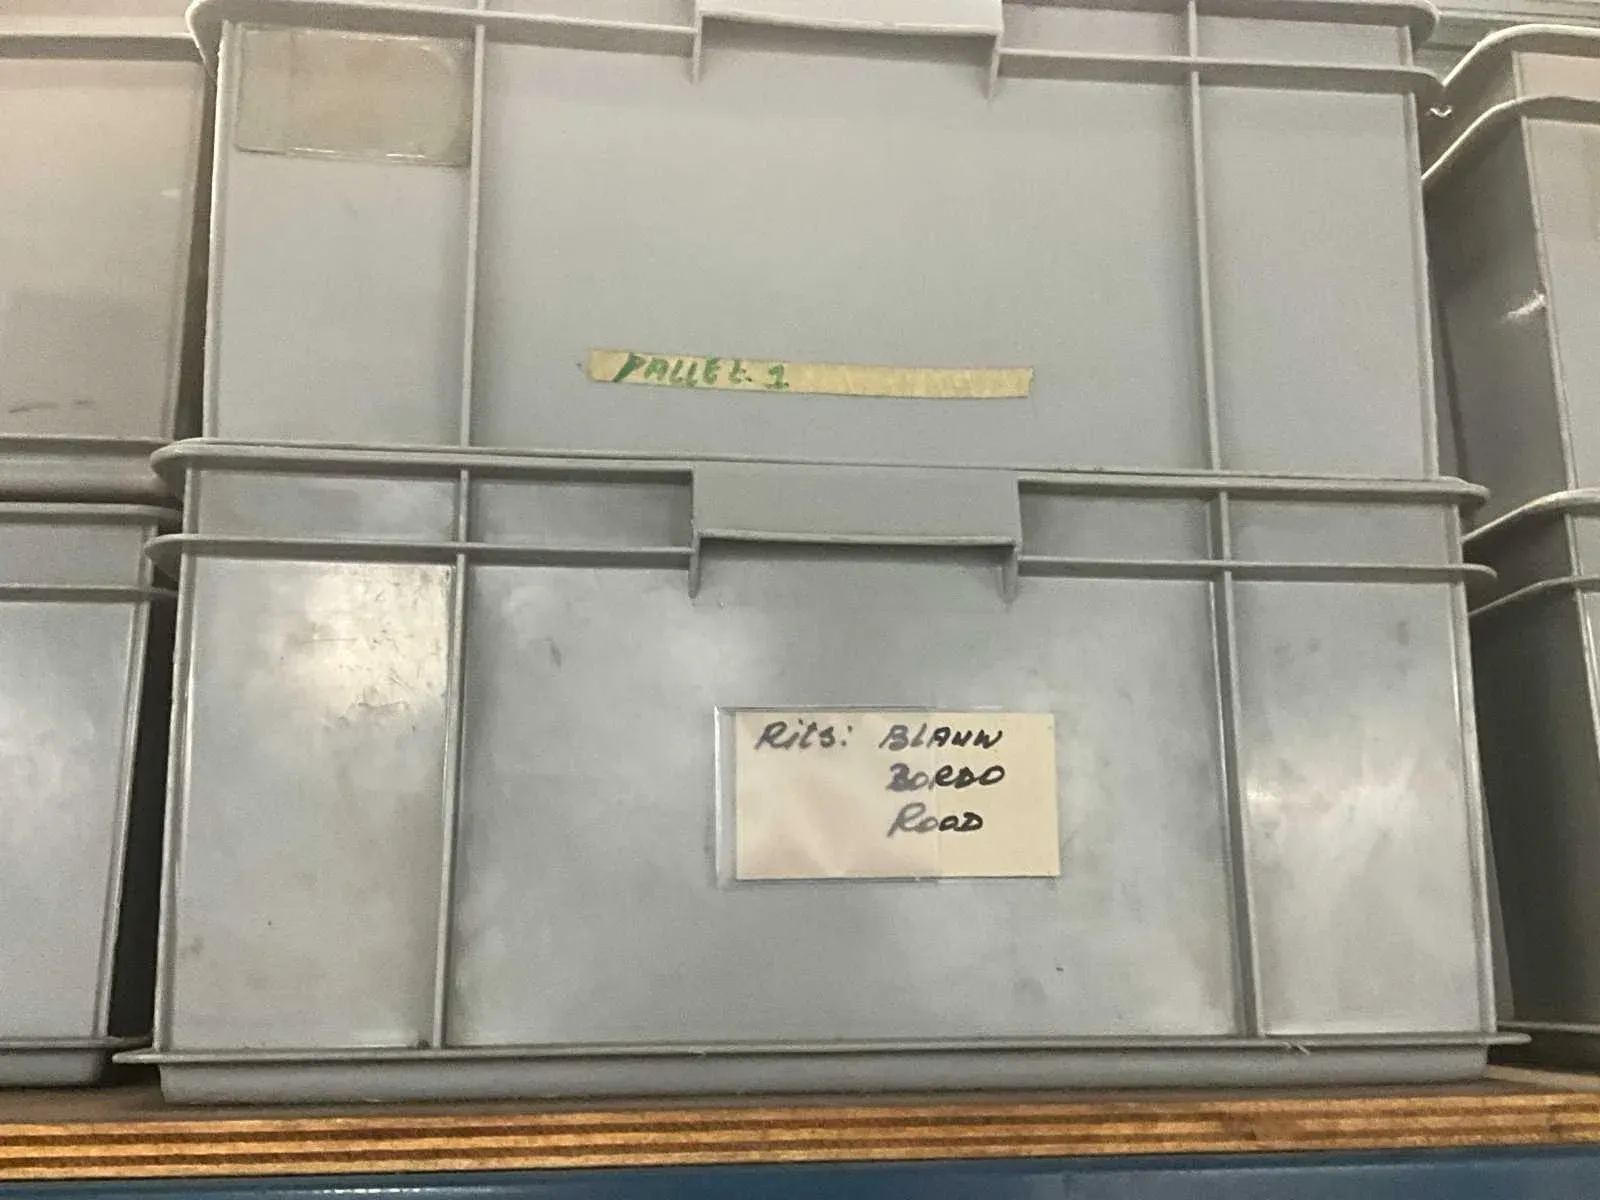 PALLET. 1
Rits: BLAUW
BORDO
ROOD